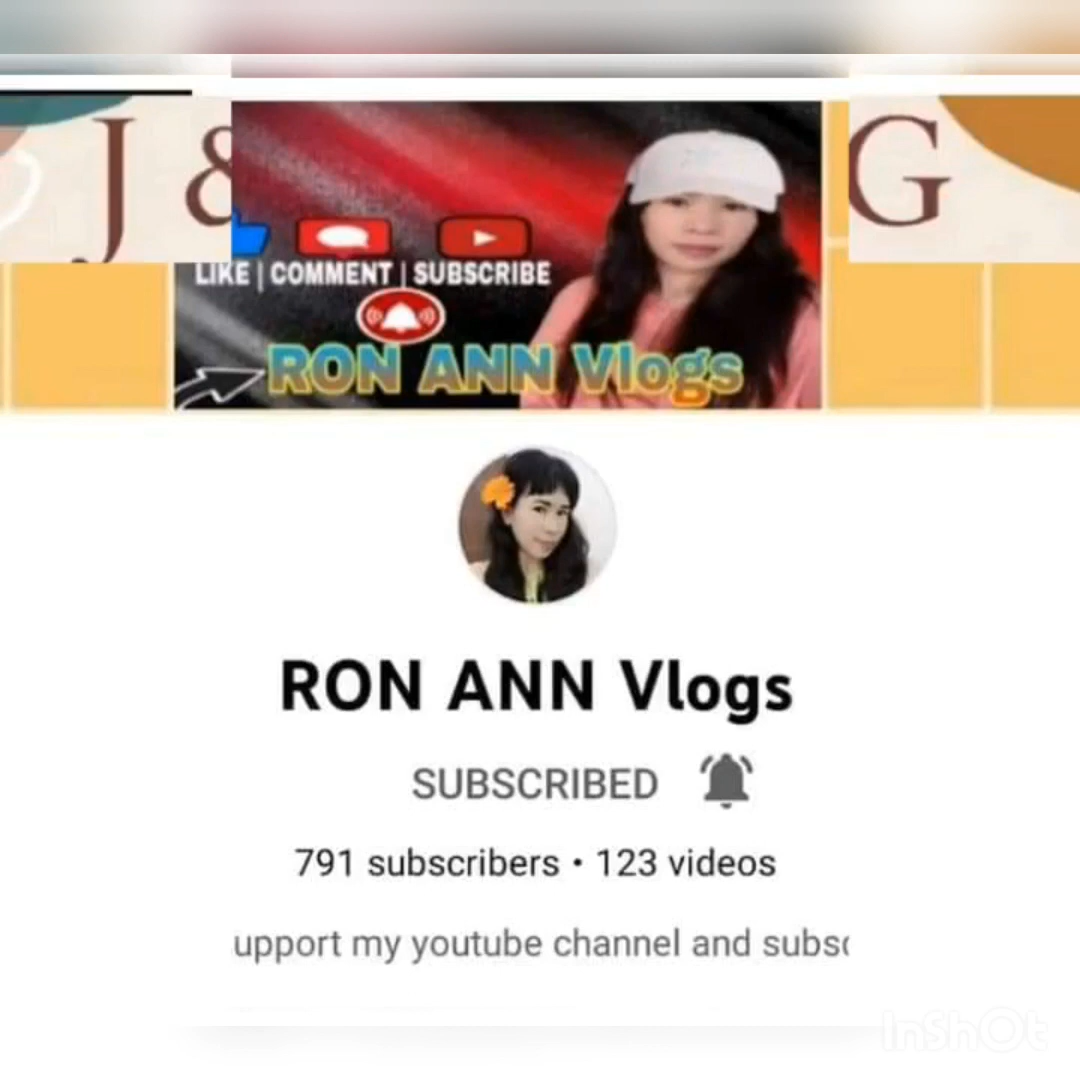 J & G
LIKE | COMMENT | SUBSCRIBE
RON ANN Vlogs
RON ANN Vlogs
SUBSCRIBED
791 subscribers • 123 videos
upport my youtube channel and subsc
InShOt